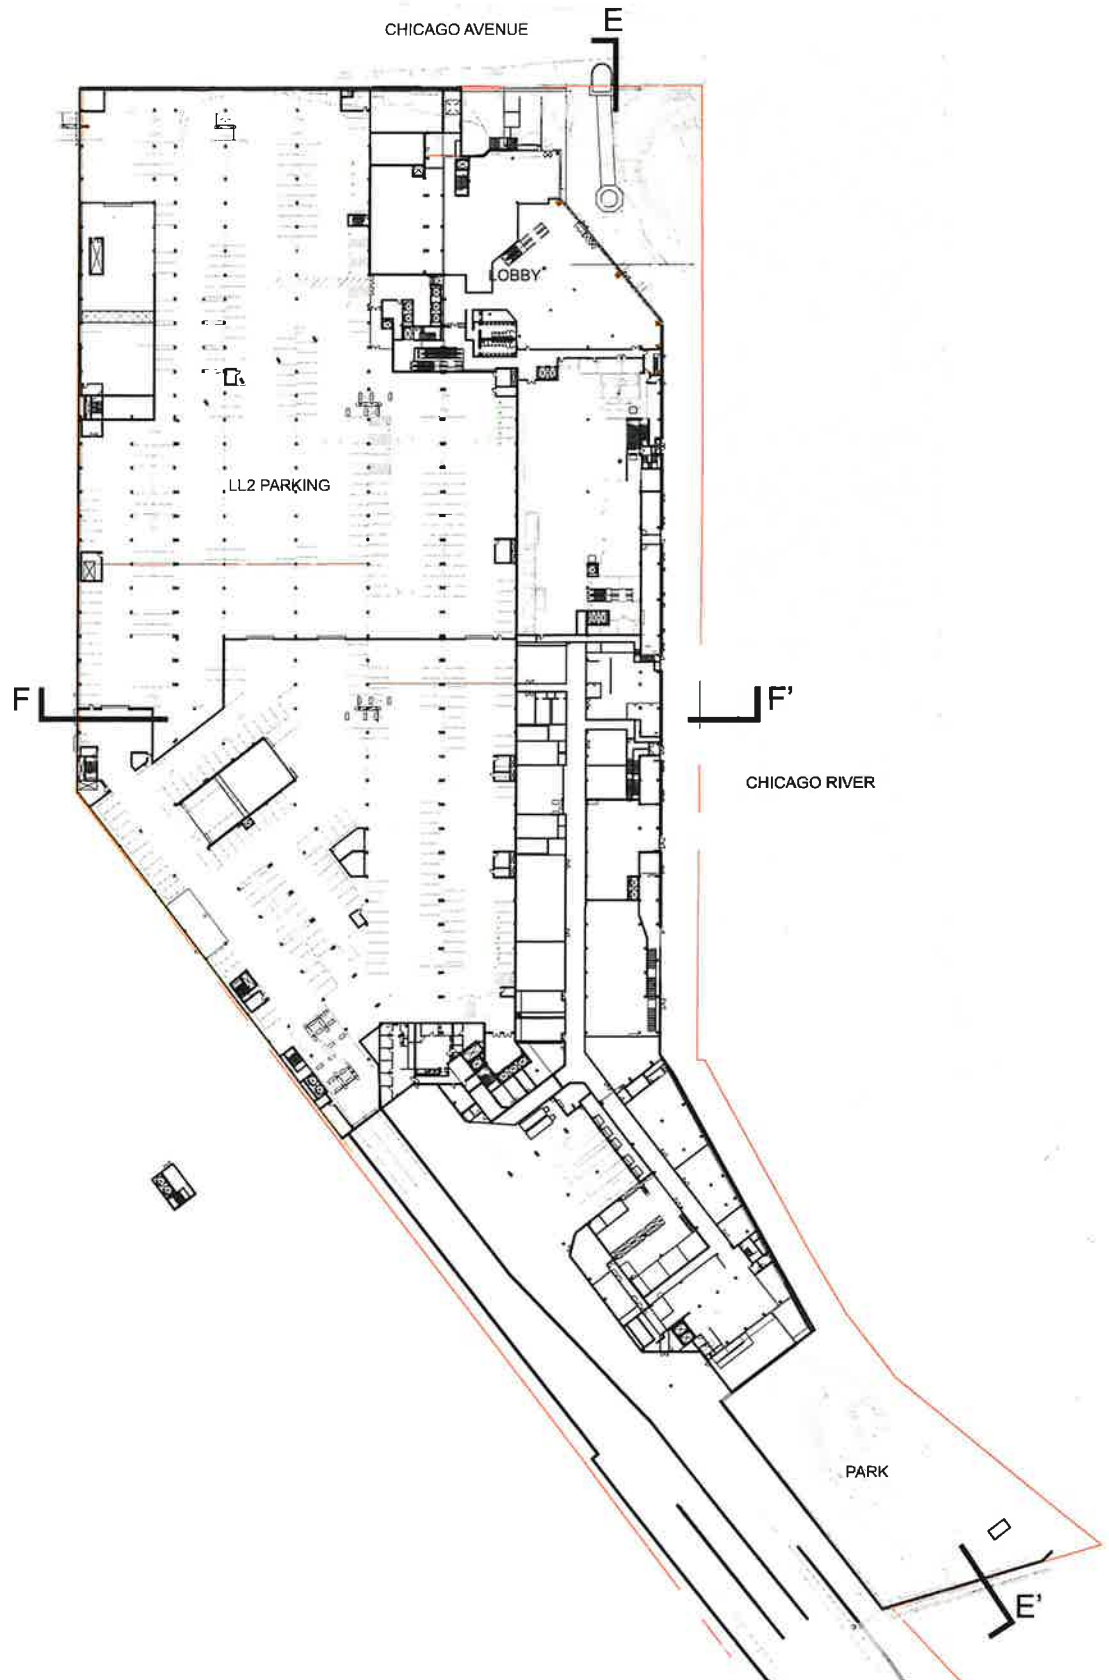 E
CHICAGO AVENUE
LOBBY
LL2 PARKING
F
F'
CHICAGO RIVER
PARK
E'